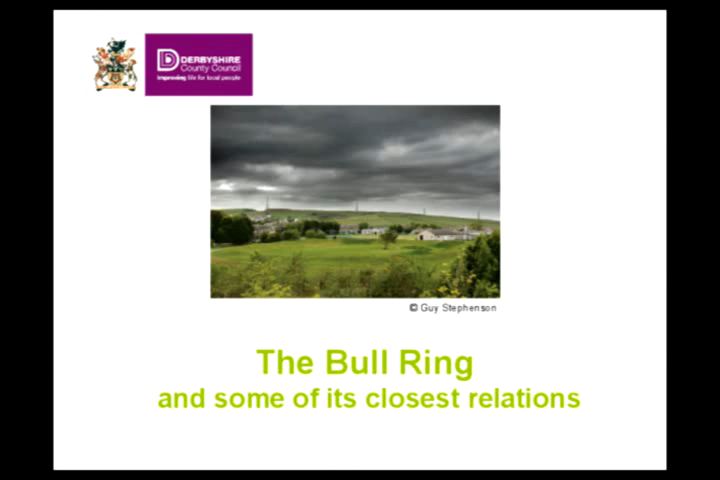 DERBYSHIRE
County Council
Improving life for local people
© Guy Stephenson
The Bull Ring
and some of its closest relations